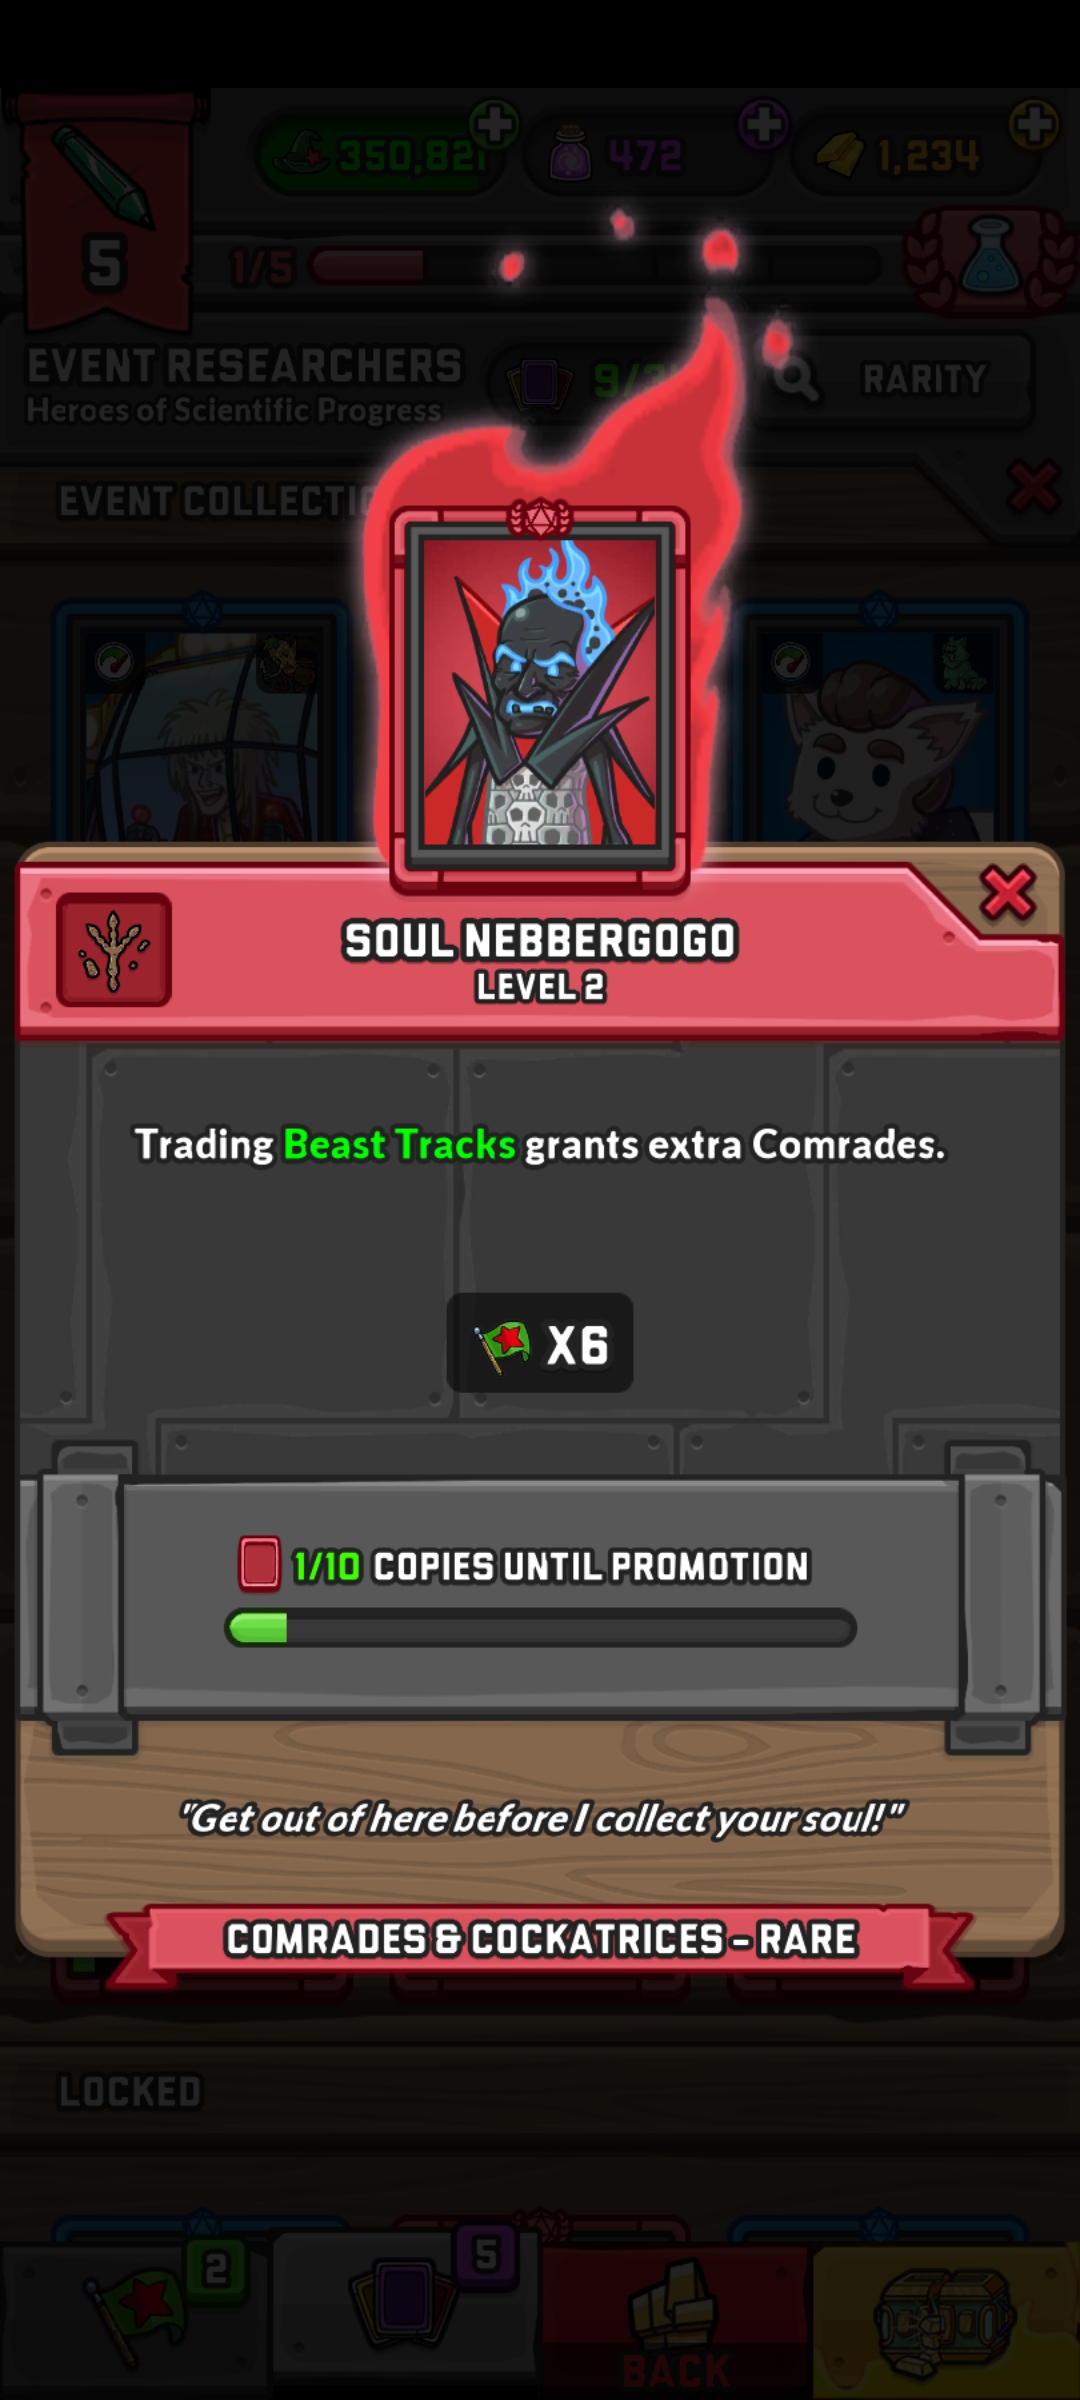 350,821
472
1,234
5
1/5
EVENT RESEARCHERS
Heroes of Scientific Progress
RARITY
SOUL NEBBERGOGO
LEVEL 2
Trading Beast Tracks grants extra Comrades.
X6
1/10 COPIES UNTIL PROMOTION
"Get out of here before I collect your soul!"
COMRADES & COCKATRICES - RARE
LOCKED
2
5
BACK